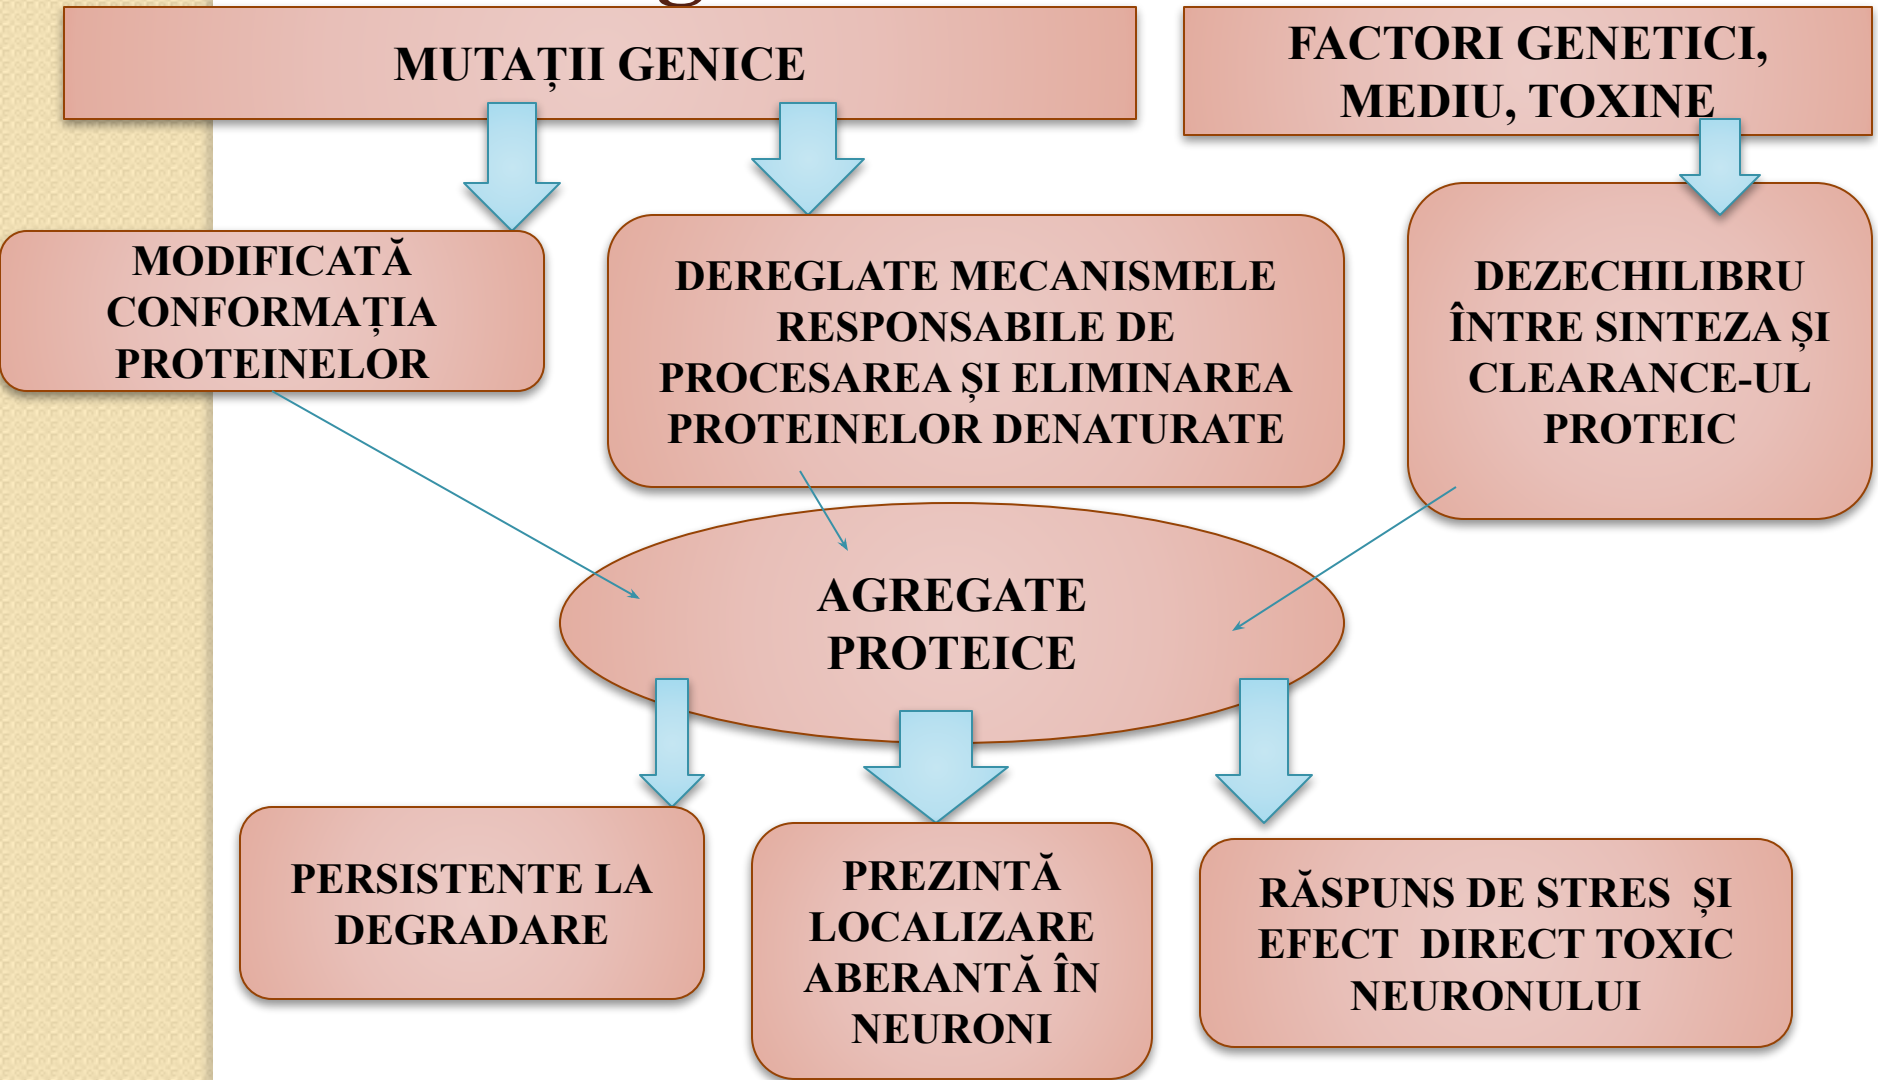 MUTAȚII GENICE
FACTORI GENETICI,
MEDIU, TOXINE
MODIFICATĂ
CONFORMAȚIA
PROTEINELOR
DEREGLATE MECANISMELE
RESPONSABILE DE
PROCESAREA ȘI ELIMINAREA
PROTEINELOR DENATURATE
DEZECHILIBRU
ÎNTRE SINTEZA ȘI
CLEARANCE-UL
PROTEIC
AGREGATE
PROTEICE
PERSISTENTE LA
DEGRADARE
PREZINTĂ
LOCALIZARE
ABERANTĂ ÎN
NEURONI
RĂSPUNS DE STRES ȘI
EFECT DIRECT TOXIC
NEURONULUI